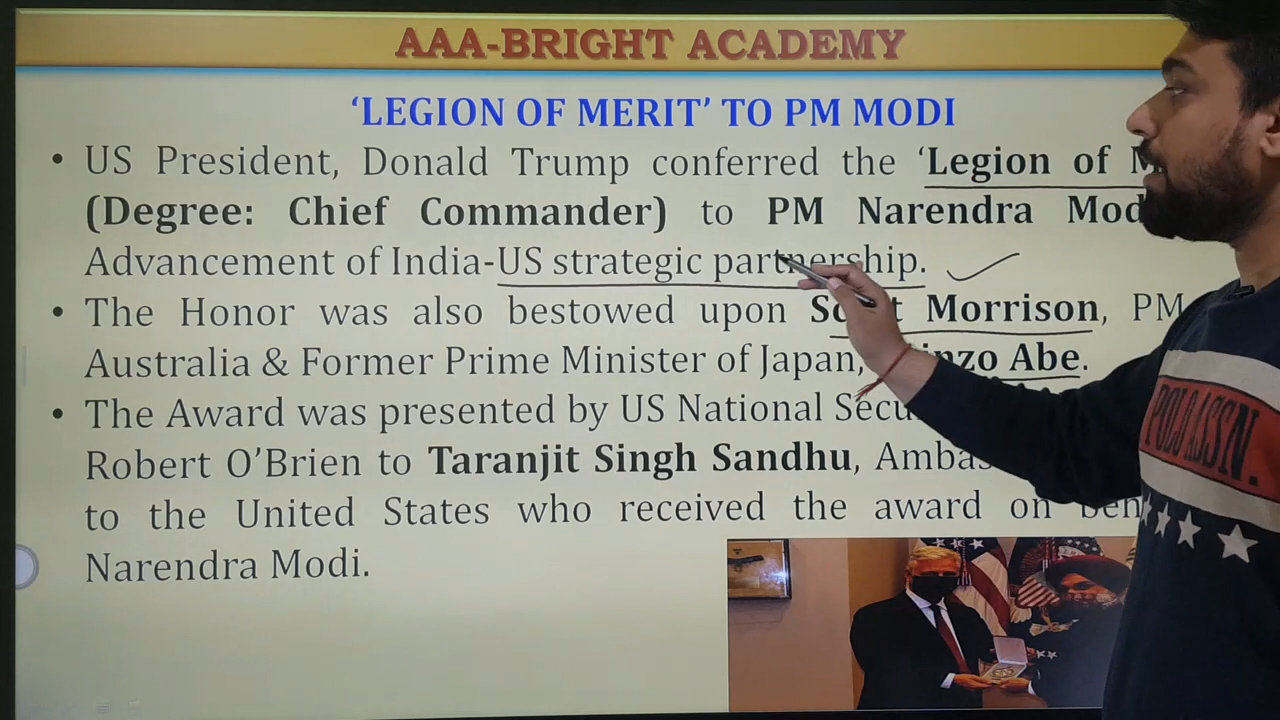 AAA-BRIGHT ACADEMY
‘LEGION OF MERIT’ TO PM MODI
• US President, Donald Trump conferred the ‘Legion of
(Degree: Chief Commander) to PM Narendra
Advancement of India-US strategic partnership.
• The Honor was also bestowed upon Morrison, PM
Australia & Former Prime Minister of Japan, Abe.
• The Award was presented by US National
Robert O’Brien to Taranjit Singh Sandhu,
to the United States who received the award on
Narendra Modi.
POLO ASSN.